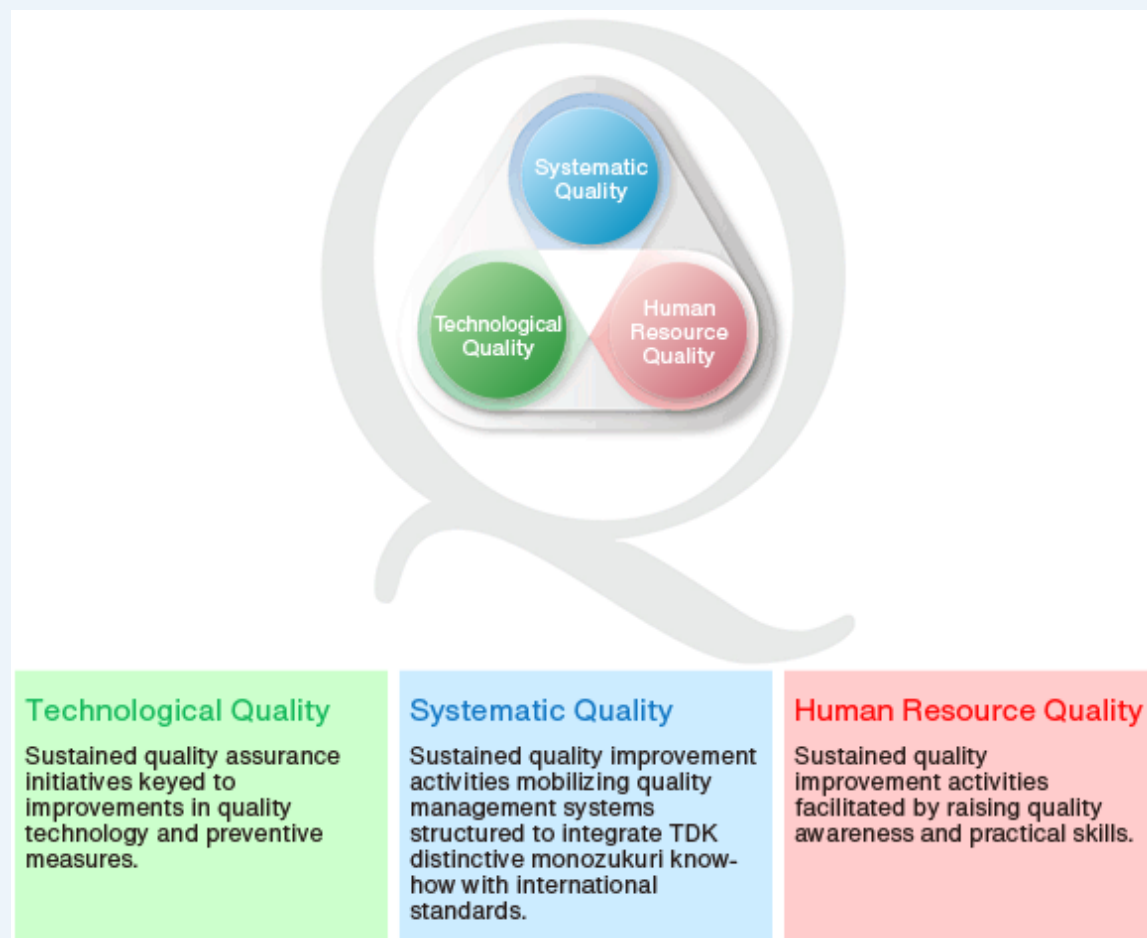 Q
Systematic
Quality
Technological
Quality
Human
Resource
Quality
Technological Quality
Sustained quality assurance
initiatives keyed to
improvements in quality
technology and preventive
measures.
Systematic Quality
Sustained quality improvement
activities mobilizing quality
management systems
structured to integrate TDK
distinctive monozukuri know-
how with international
standards.
Human Resource Quality
Sustained quality
improvement activities
facilitated by raising quality
awareness and practical skills.